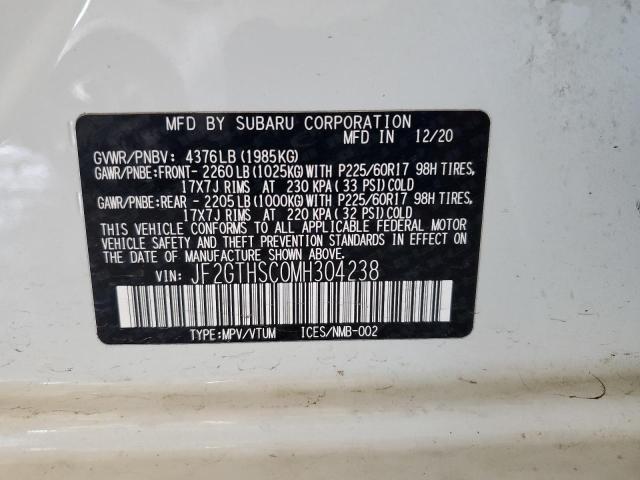 MFD BY SUBARU CORPORATION
MFD IN 12/20
GVWR/PNBV: 4376LB (1985KG)
GAWR/PNBE:FRONT- 2260LB (1025KG) WITH P225/60R17 98H TIRES,
17X7J RIMS AT 230 KPA (33 PSI) COLD
GAWR/PNBE:REAR - 2205LB (1000KG) WITH P225/60R17 98H TIRES,
17X7J RIMS AT 220 KPA (32 PSI) COLD
THIS VEHICLE CONFORMS TO ALL APPLICABLE FEDERAL MOTOR
VEHICLE SAFETY AND THEFT PREVENTION STANDARDS IN EFFECT ON
THE DATE OF MANUFACTURE SHOWN ABOVE.
VIN: JF2GTHSC0MH304238
TYPE:MPV/VTUM ICES/NMB-002